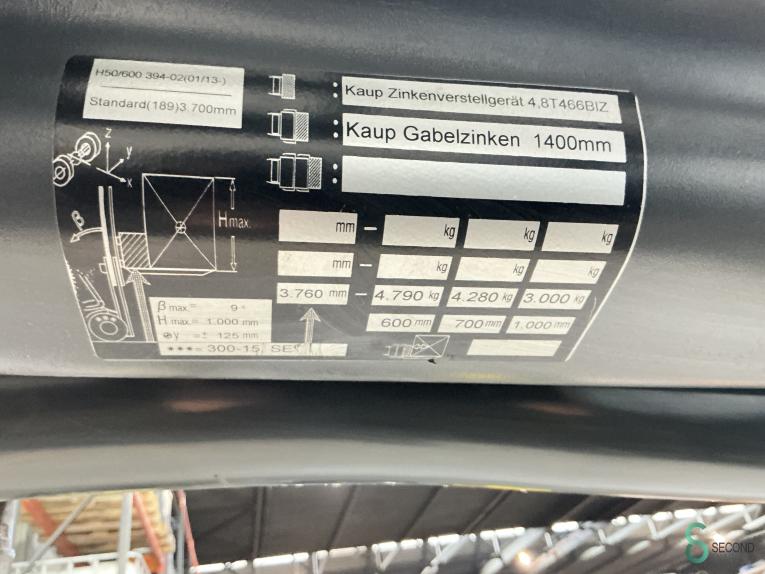 H50/600 394-02(01/13-)
Standard(189)3.700mm
: Kaup Zinkenverstellgerät 4,8T466BIZ
: Kaup Gabelzinken 1400mm
:
z
y
x
β
H max.
mm – kg kg kg
mm – kg kg kg
3.760 mm – 4.790 kg 4.280 kg 3.000 kg
600 mm 700 mm 1.000 mm
β max.= 9 °
H max.= 1.000 mm
⊕y = ± 125 mm
***= 300-15, SE
SECOND